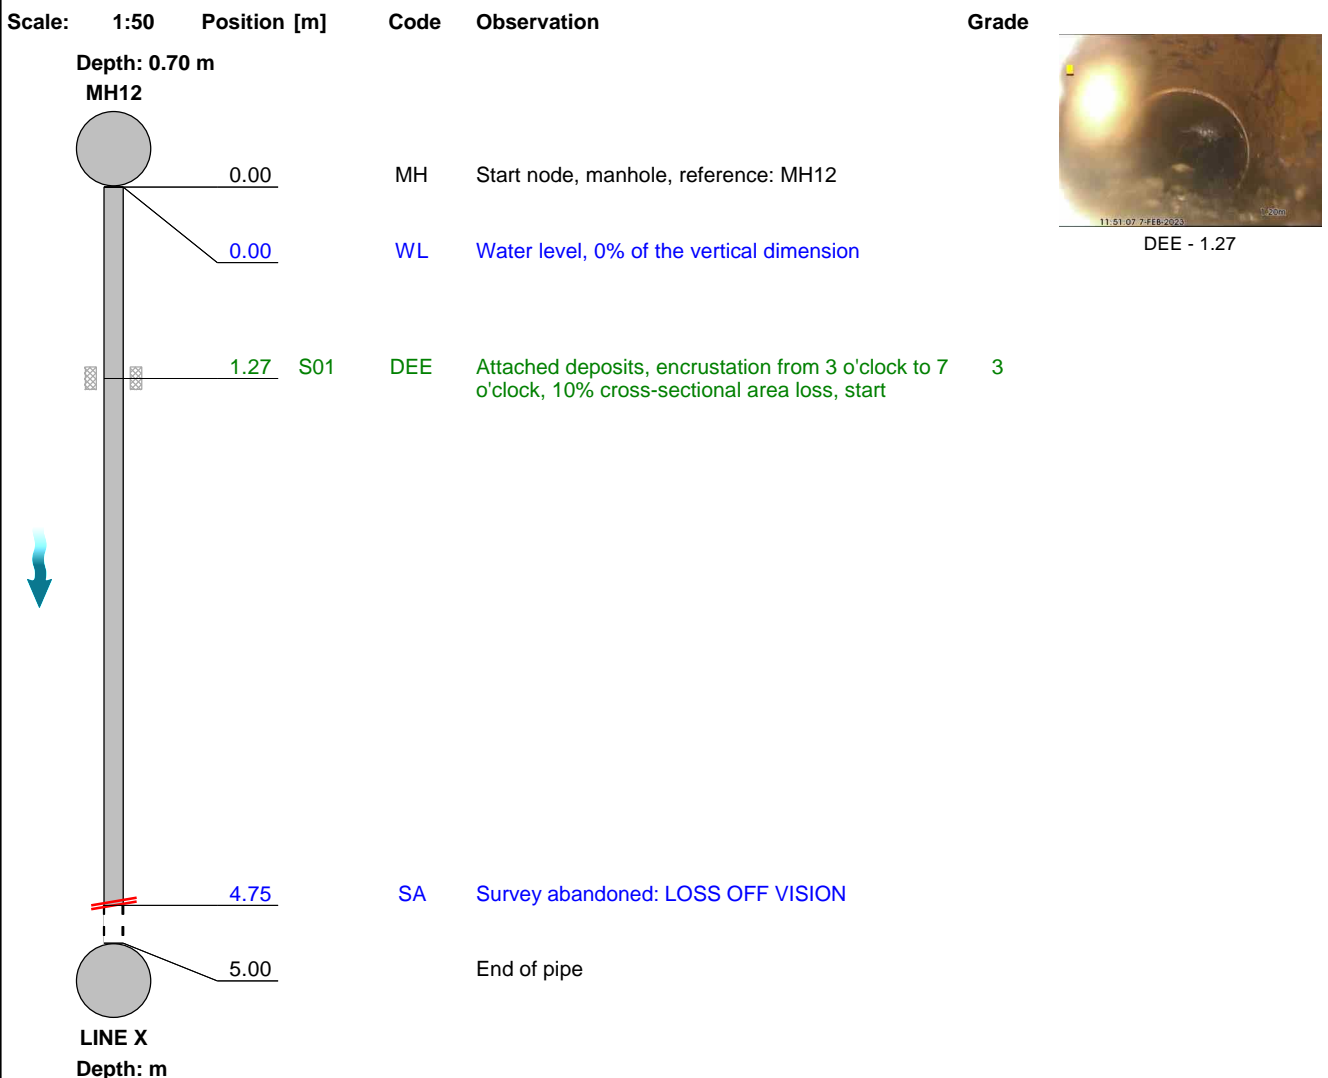 Scale: 1:50 Position [m] Code Observation Grade
Depth: 0.70 m
MH12
0.00 MH Start node, manhole, reference: MH12
0.00 WL Water level, 0% of the vertical dimension
1.27 S01 DEE Attached deposits, encrustation from 3 o'clock to 7 3
o'clock, 10% cross-sectional area loss, start
4.75 SA Survey abandoned: LOSS OFF VISION
5.00 End of pipe
LINE X
Depth: m
1.20m
11:51:07 7-FEB-2023
DEE - 1.27